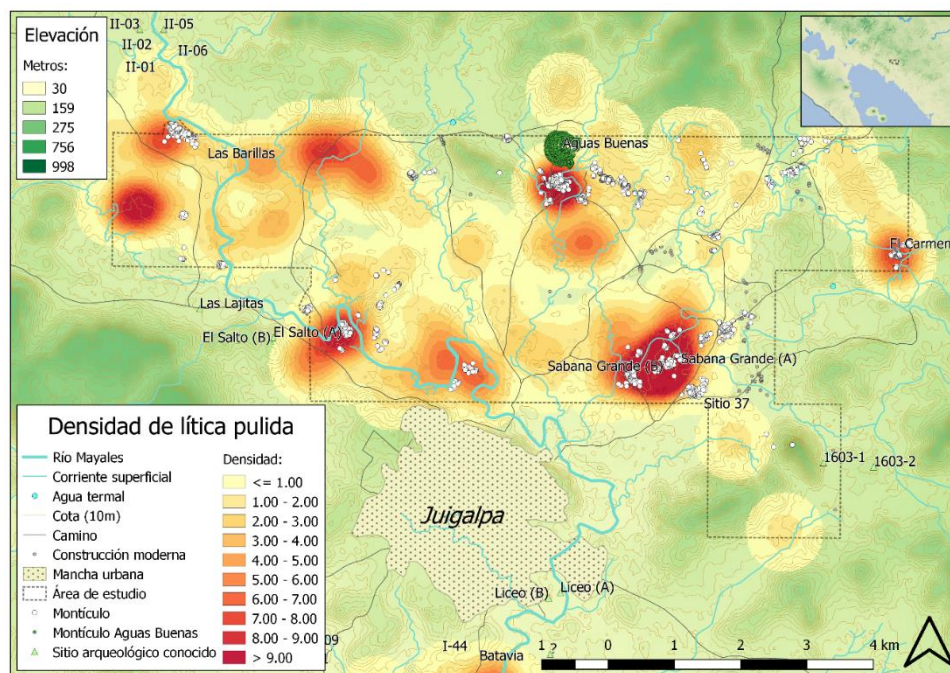 Elevación
Metros:
30
159
275
756
998
II-03
II-05
II-02
II-06
II-01
Las Barillas
Aguas Buenas
El Carmen
Las Lajitas
El Salto (B)
El Salto (A)
Sabana Grande (B)
Sabana Grande (A)
Sitio 37
1603-1
1603-2
Juigalpa
Liceo (B)
Liceo (A)
I-44
Batavia
Densidad de lítica pulida
Río Mayales
Corriente superficial
Agua termal
Cota (10m)
Camino
Construcción moderna
Mancha urbana
Área de estudio
Montículo
Montículo Aguas Buenas
Sitio arqueológico conocido
Densidad:
<= 1.00
1.00 - 2.00
2.00 - 3.00
3.00 - 4.00
4.00 - 5.00
5.00 - 6.00
6.00 - 7.00
7.00 - 8.00
8.00 - 9.00
> 9.00
1 0 1 2 3 4 km